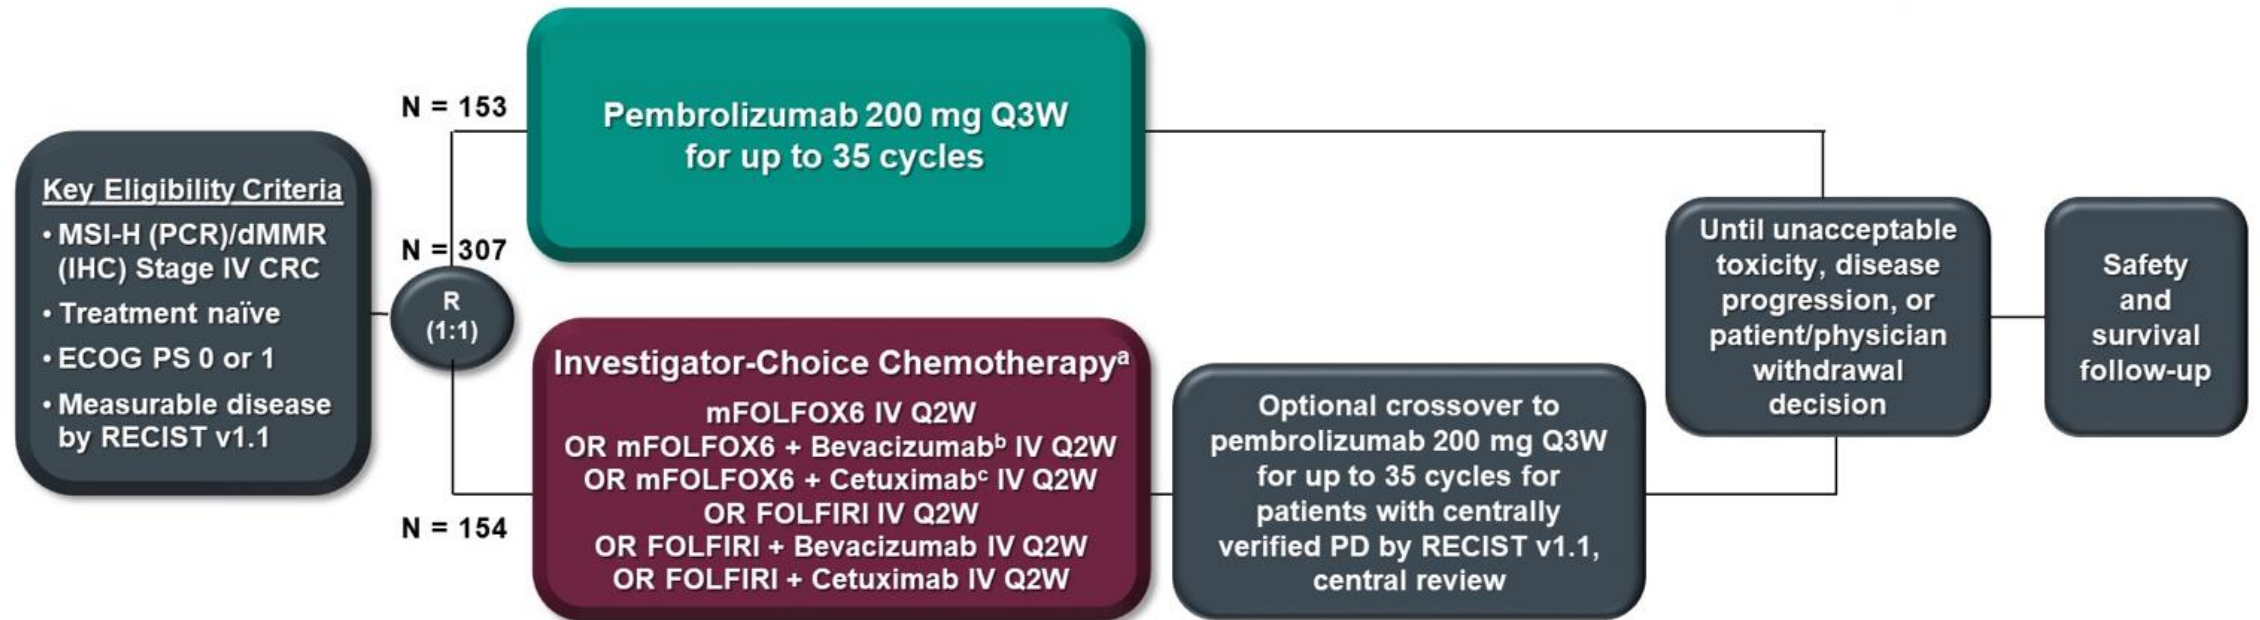 Key Eligibility Criteria
• MSI-H (PCR)/dMMR
(IHC) Stage IV CRC
• Treatment naïve
• ECOG PS 0 or 1
• Measurable disease
by RECIST v1.1
N = 307
R
(1:1)
N = 153
Pembrolizumab 200 mg Q3W
for up to 35 cycles
N = 154
Investigator-Choice Chemotherapyᵃ
mFOLFOX6 IV Q2W
OR mFOLFOX6 + Bevacizumabᵇ IV Q2W
OR mFOLFOX6 + Cetuximabᶜ IV Q2W
OR FOLFIRI IV Q2W
OR FOLFIRI + Bevacizumab IV Q2W
OR FOLFIRI + Cetuximab IV Q2W
Optional crossover to
pembrolizumab 200 mg Q3W
for up to 35 cycles for
patients with centrally
verified PD by RECIST v1.1,
central review
Until unacceptable
toxicity, disease
progression, or
patient/physician
withdrawal
decision
Safety
and
survival
follow-up